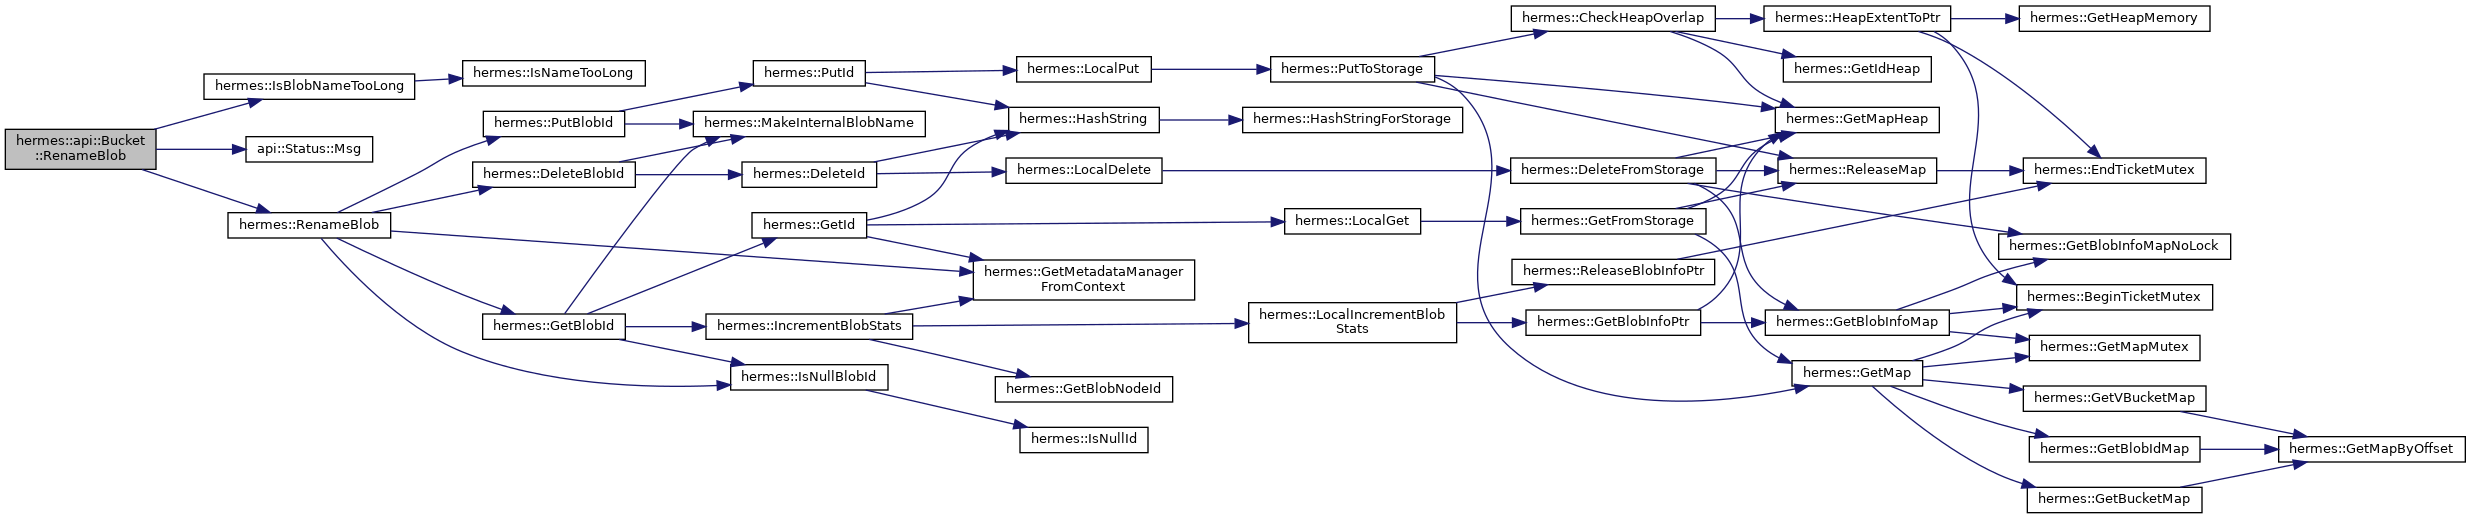 hermes::api::Bucket
::RenameBlob
hermes::IsBlobNameTooLong
api::Status::Msg
hermes::RenameBlob
hermes::IsNameTooLong
hermes::PutBlobId
hermes::DeleteBlobId
hermes::GetBlobId
hermes::PutId
hermes::MakeInternalBlobName
hermes::DeleteId
hermes::GetId
hermes::IncrementBlobStats
hermes::IsNullBlobId
hermes::LocalPut
hermes::HashString
hermes::LocalDelete
hermes::GetMetadataManager
FromContext
hermes::GetBlobNodeId
hermes::IsNullId
hermes::PutToStorage
hermes::HashStringForStorage
hermes::LocalGet
hermes::LocalIncrementBlob
Stats
hermes::CheckHeapOverlap
hermes::DeleteFromStorage
hermes::GetFromStorage
hermes::ReleaseBlobInfoPtr
hermes::GetBlobInfoPtr
hermes::HeapExtentToPtr
hermes::GetIdHeap
hermes::GetMapHeap
hermes::ReleaseMap
hermes::GetBlobInfoMap
hermes::GetMap
hermes::GetHeapMemory
hermes::EndTicketMutex
hermes::GetBlobInfoMapNoLock
hermes::BeginTicketMutex
hermes::GetMapMutex
hermes::GetVBucketMap
hermes::GetBlobIdMap
hermes::GetBucketMap
hermes::GetMapByOffset